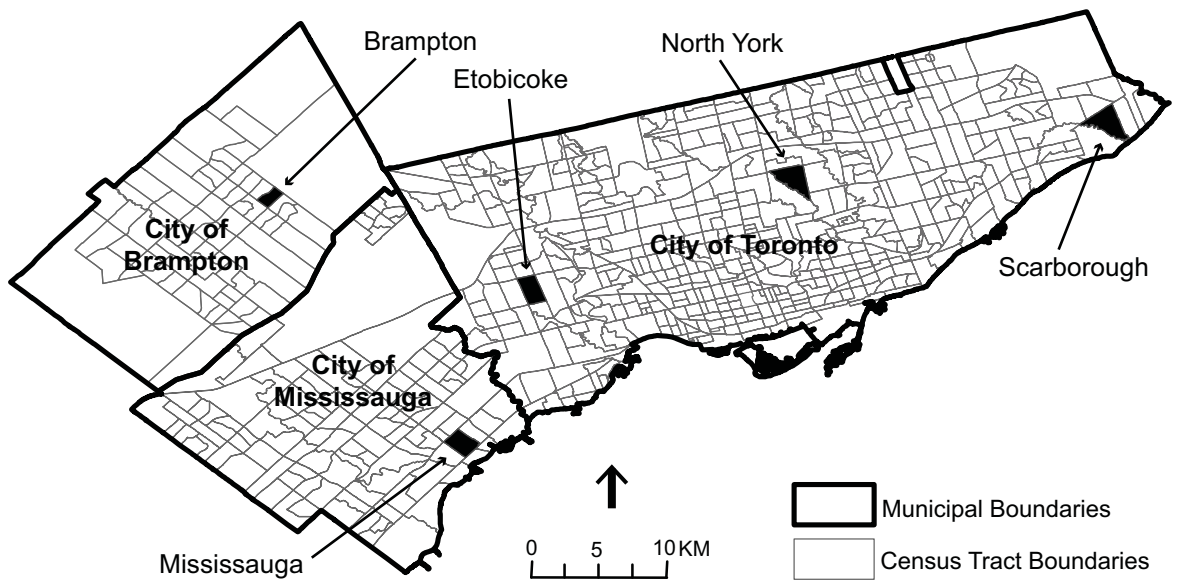 Brampton
Etobicoke
North York
City of
Brampton
City of Toronto
Scarborough
City of
Mississauga
Mississauga
0 5 10 KM
Municipal Boundaries
Census Tract Boundaries